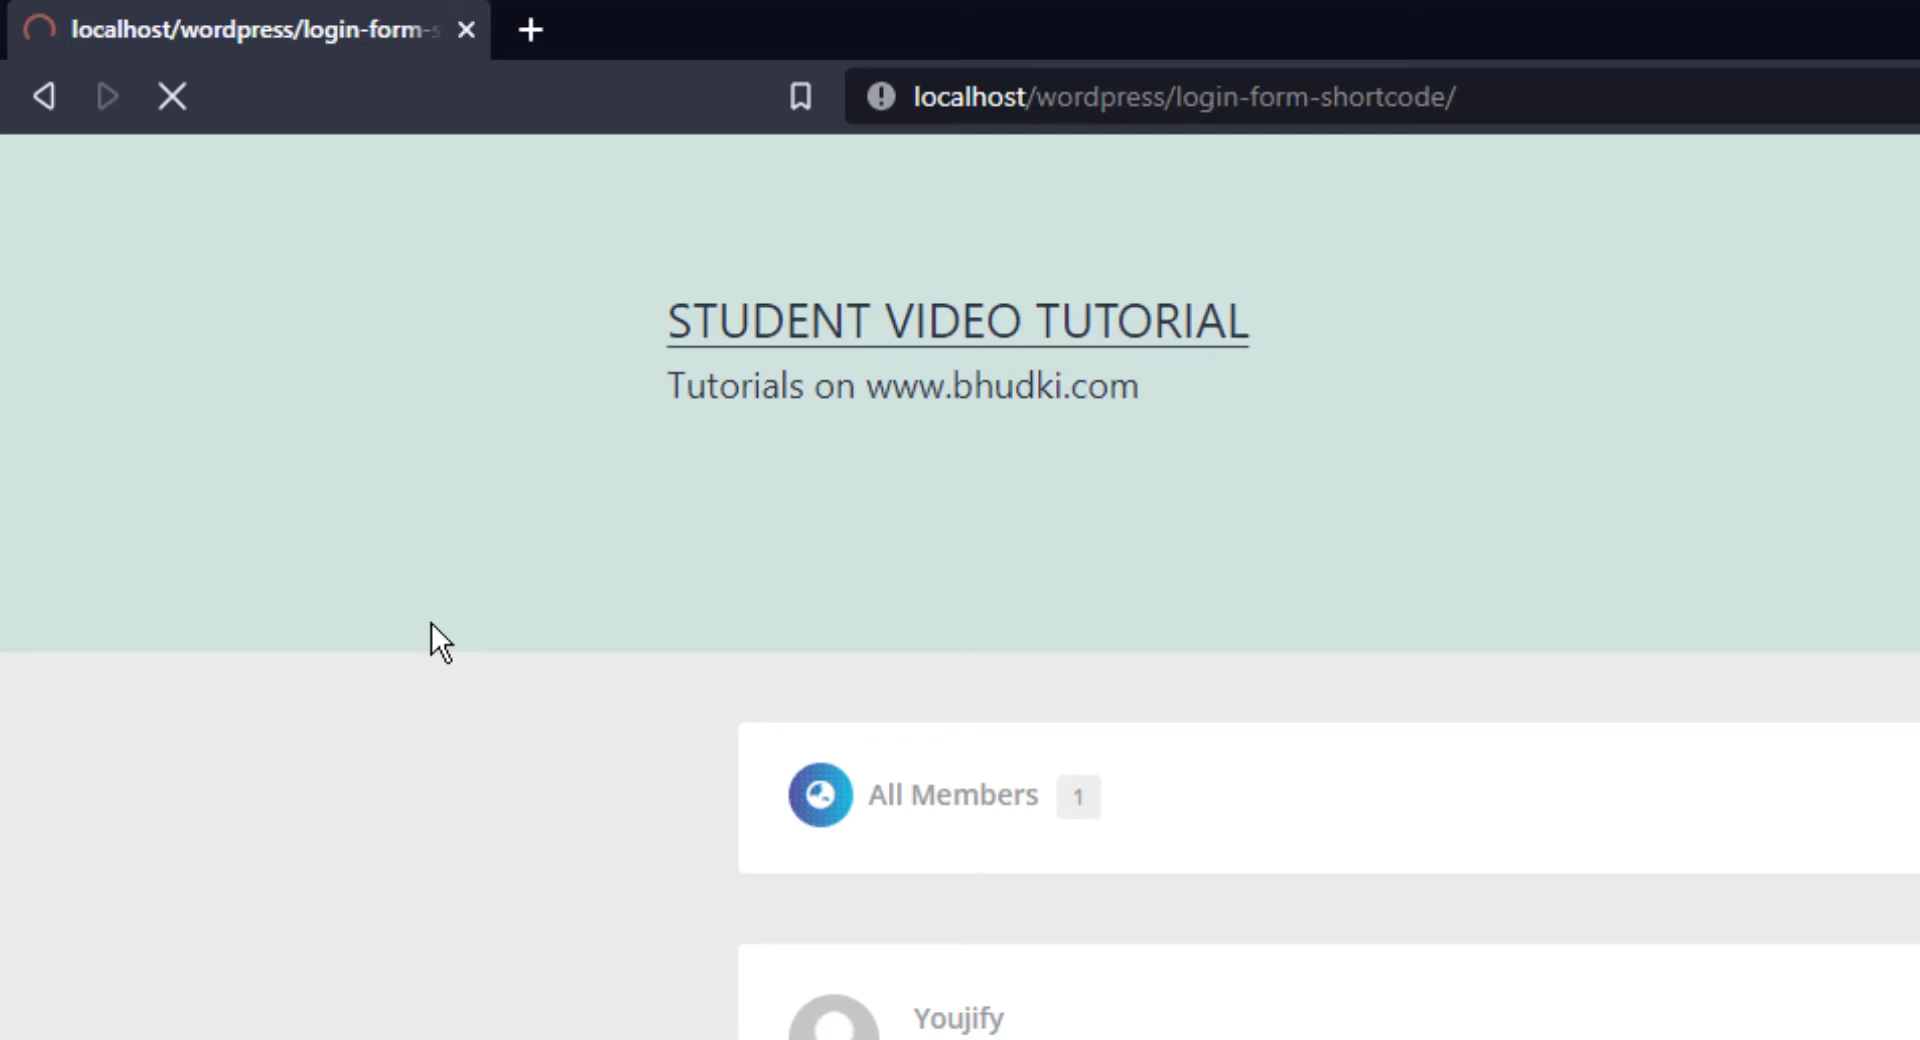 localhost/wordpress/login-form-s
localhost/wordpress/login-form-shortcode/
STUDENT VIDEO TUTORIAL
Tutorials on www.bhudki.com
All Members 1
Youjify